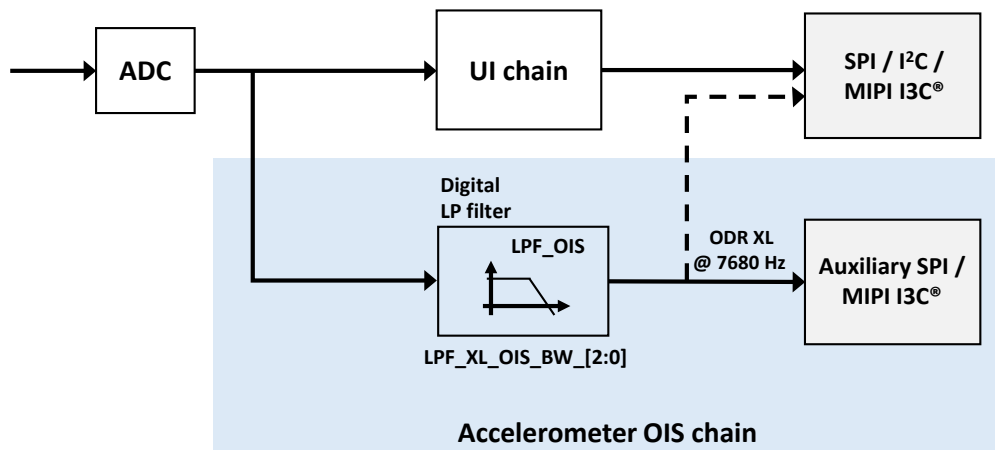 ADC
UI chain
SPI / I²C /
MIPI I3C®
Digital
LP filter
LPF_OIS
ODR XL
@ 7680 Hz
Auxiliary SPI /
MIPI I3C®
LPF_XL_OIS_BW_[2:0]
Accelerometer OIS chain